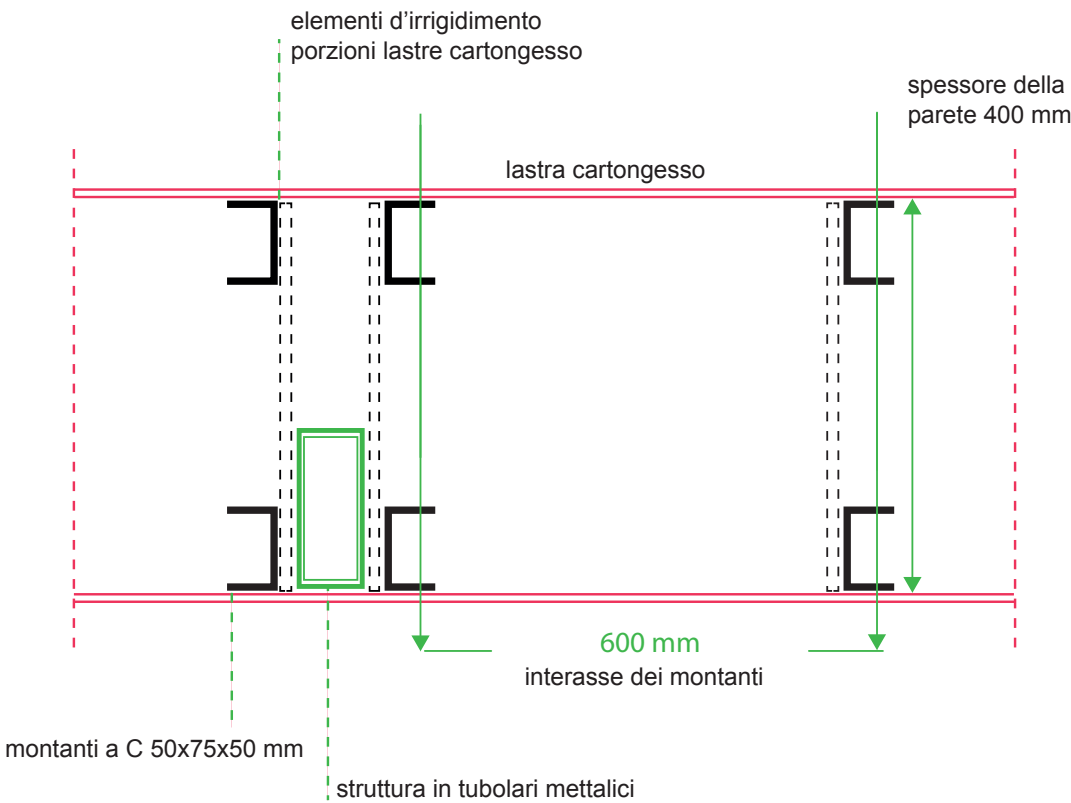 elementi d'irrigidimento
porzioni lastre cartongesso
spessore della
parete 400 mm
lastra cartongesso
600 mm
interasse dei montanti
montanti a C 50x75x50 mm
struttura in tubolari mettalici